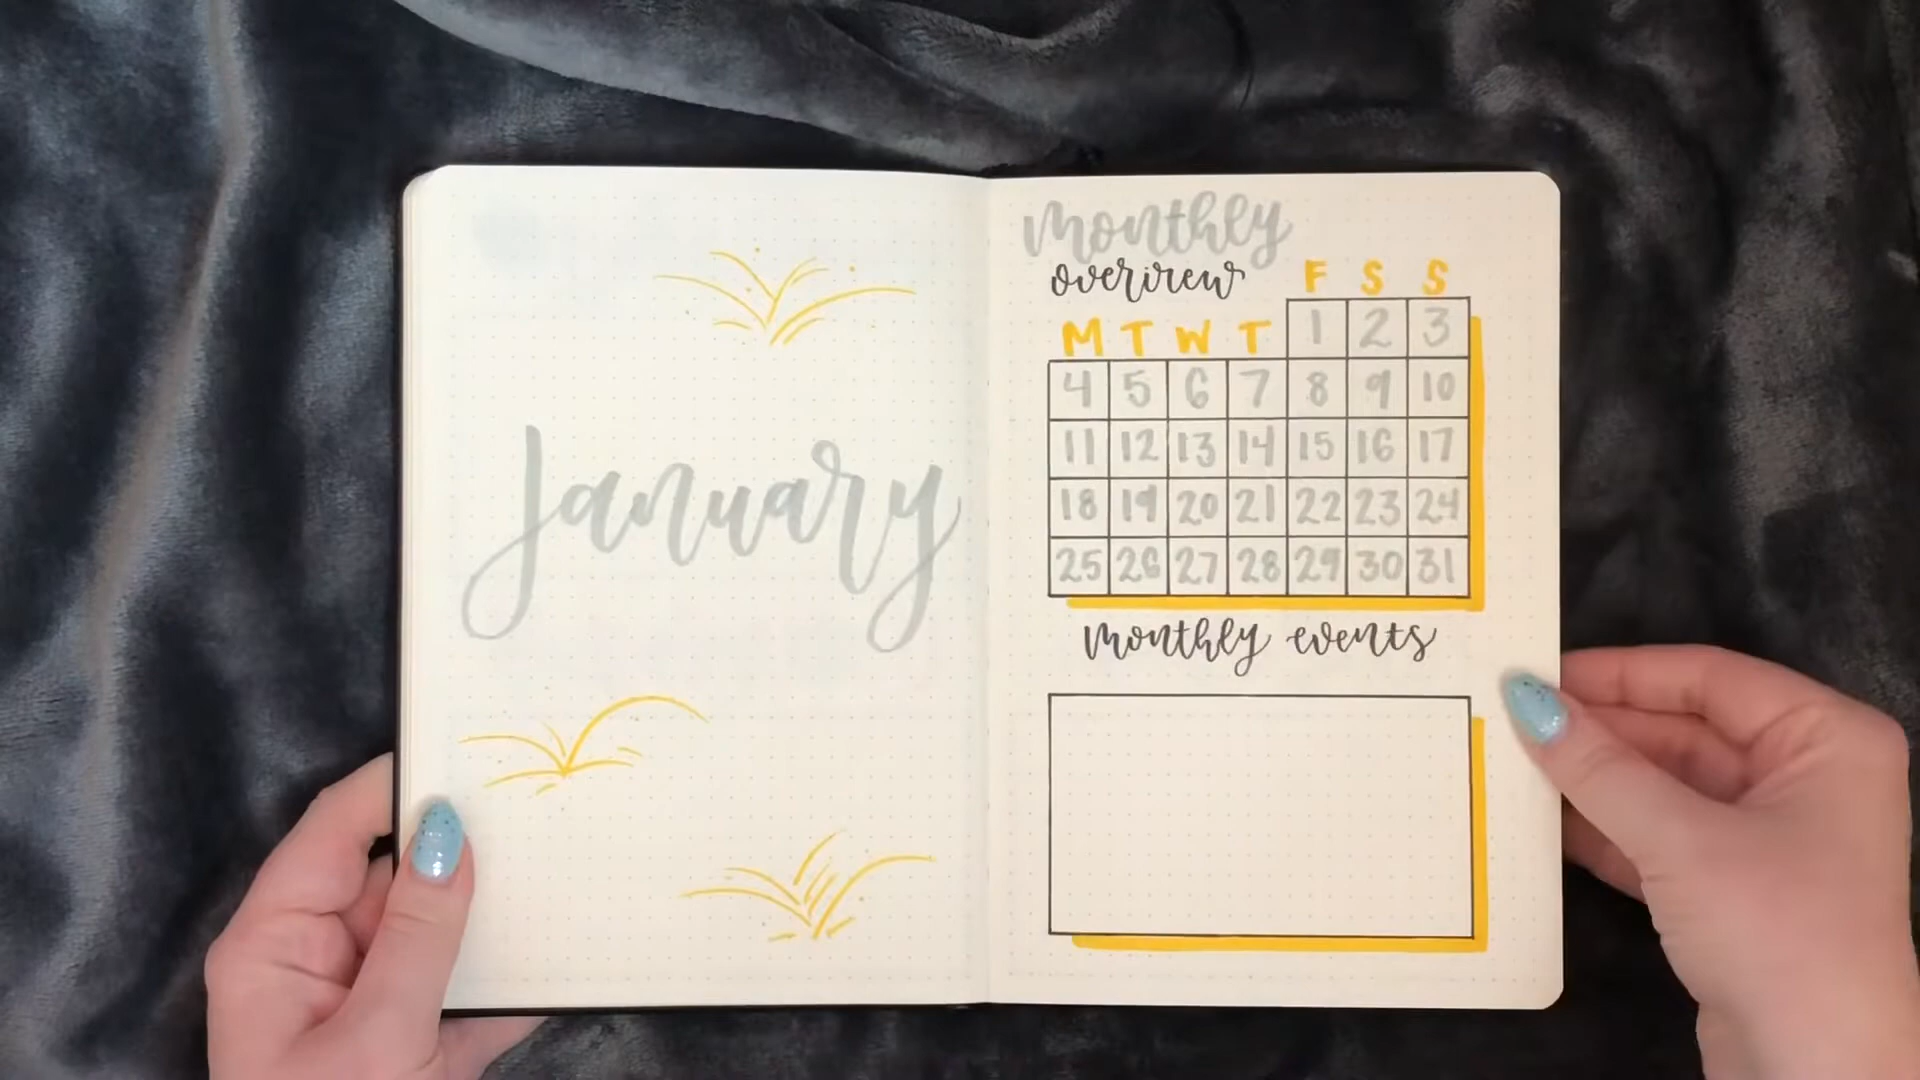 January
monthly
overview
F S S
M T W T
1 2 3
4 5 6 7 8 9 10
11 12 13 14 15 16 17
18 19 20 21 22 23 24
25 26 27 28 29 30 31
monthly events